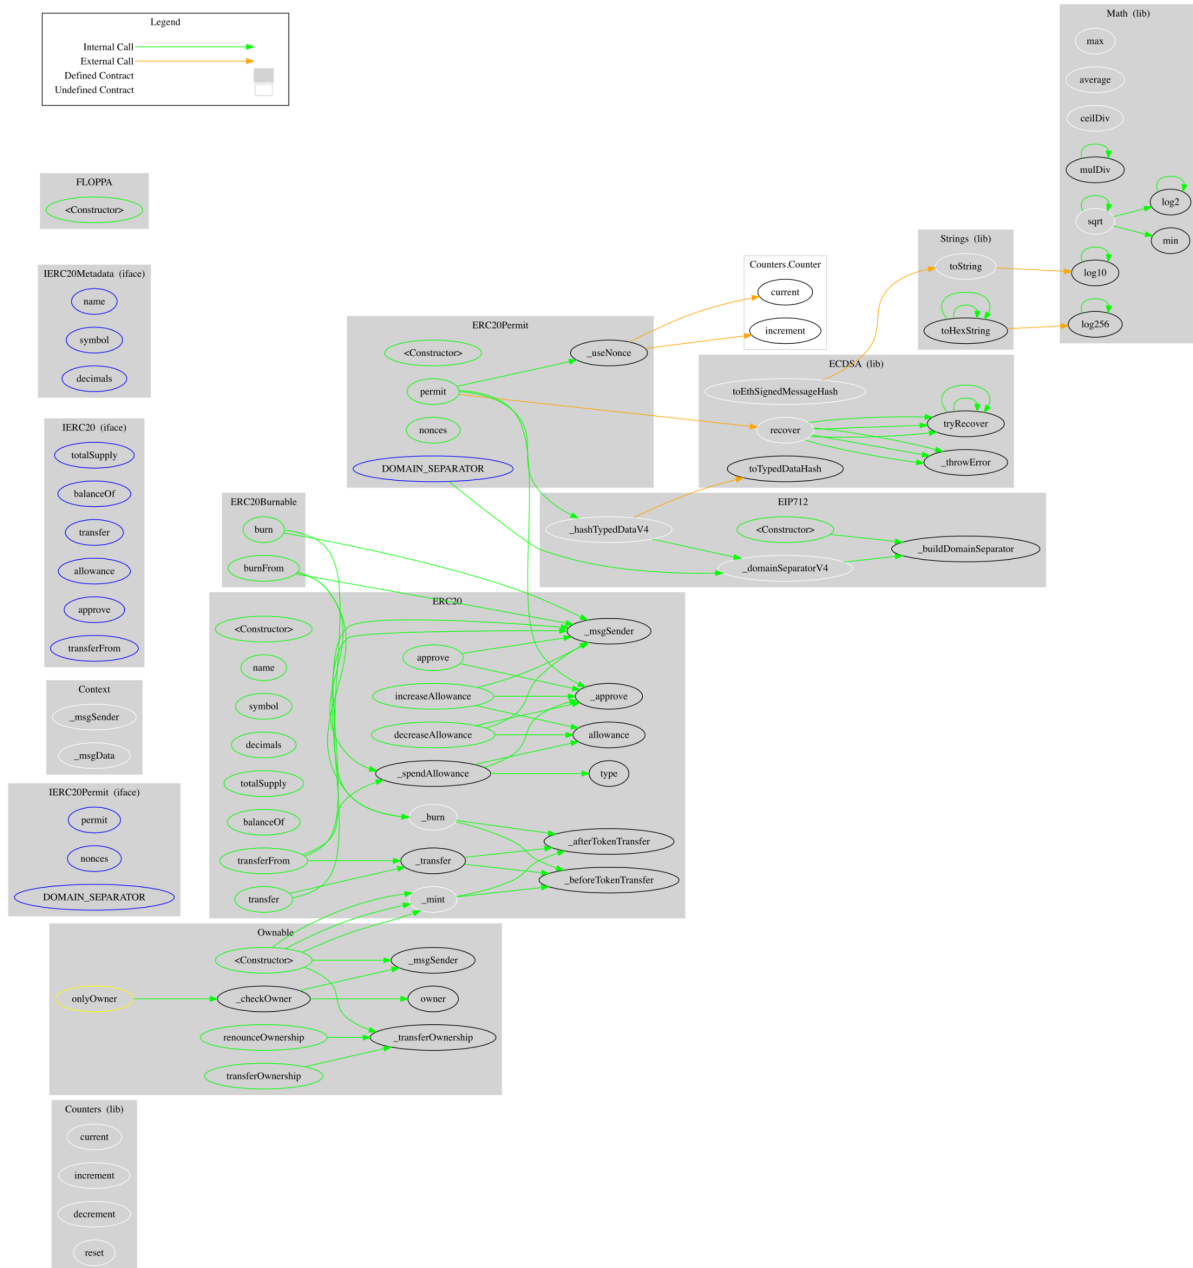 Legend
Internal Call
External Call
Defined Contract
Undefined Contract
FLOPPA
<Constructor>
IERC20Metadata (iface)
name
symbol
decimals
IERC20 (iface)
totalSupply
balanceOf
transfer
allowance
approve
transferFrom
Context
_msgSender
_msgData
IERC20Permit (iface)
permit
nonces
DOMAIN_SEPARATOR
Counters (lib)
current
increment
decrement
reset
Ownable
onlyOwner
<Constructor>
_checkOwner
renounceOwnership
transferOwnership
_msgSender
owner
_transferOwnership
ERC20Burnable
burn
burnFrom
ERC20
<Constructor>
name
symbol
decimals
totalSupply
balanceOf
transferFrom
transfer
approve
increaseAllowance
decreaseAllowance
_spendAllowance
_burn
_transfer
_mint
_msgSender
_approve
allowance
type
_afterTokenTransfer
_beforeTokenTransfer
ERC20Permit
<Constructor>
permit
nonces
DOMAIN_SEPARATOR
_useNonce
Counters.Counter
current
increment
ECDSA (lib)
toEthSignedMessageHash
recover
toTypedDataHash
tryRecover
_throwError
EIP712
_hashTypedDataV4
<Constructor>
_domainSeparatorV4
_buildDomainSeparator
Strings (lib)
toString
toHexString
Math (lib)
max
average
ceilDiv
mulDiv
sqrt
log2
min
log10
log256